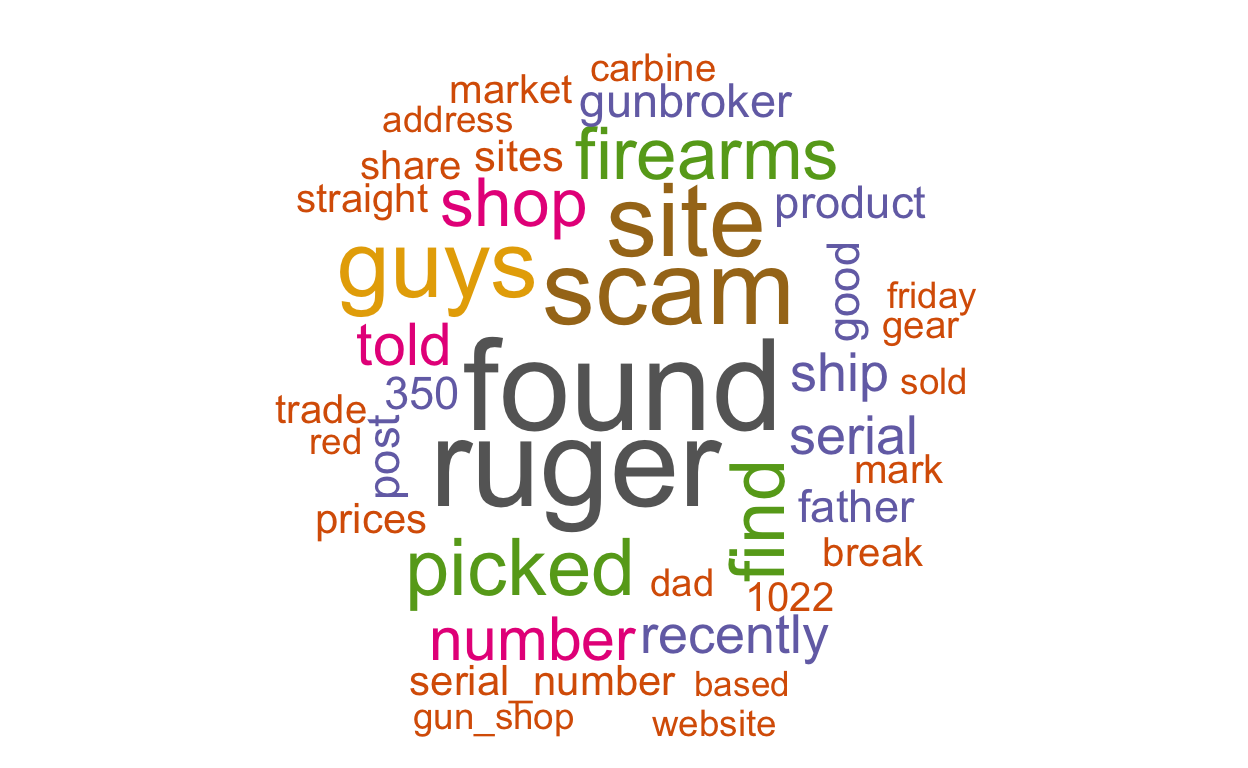 carbine
market gunbroker
address
share sites firearms
straight shop site product
guys scam good friday
gear
told found ship sold
350
trade post
red ruger serial
mark
prices find father
picked dad break
1022
number recently
serial_number based
gun_shop website